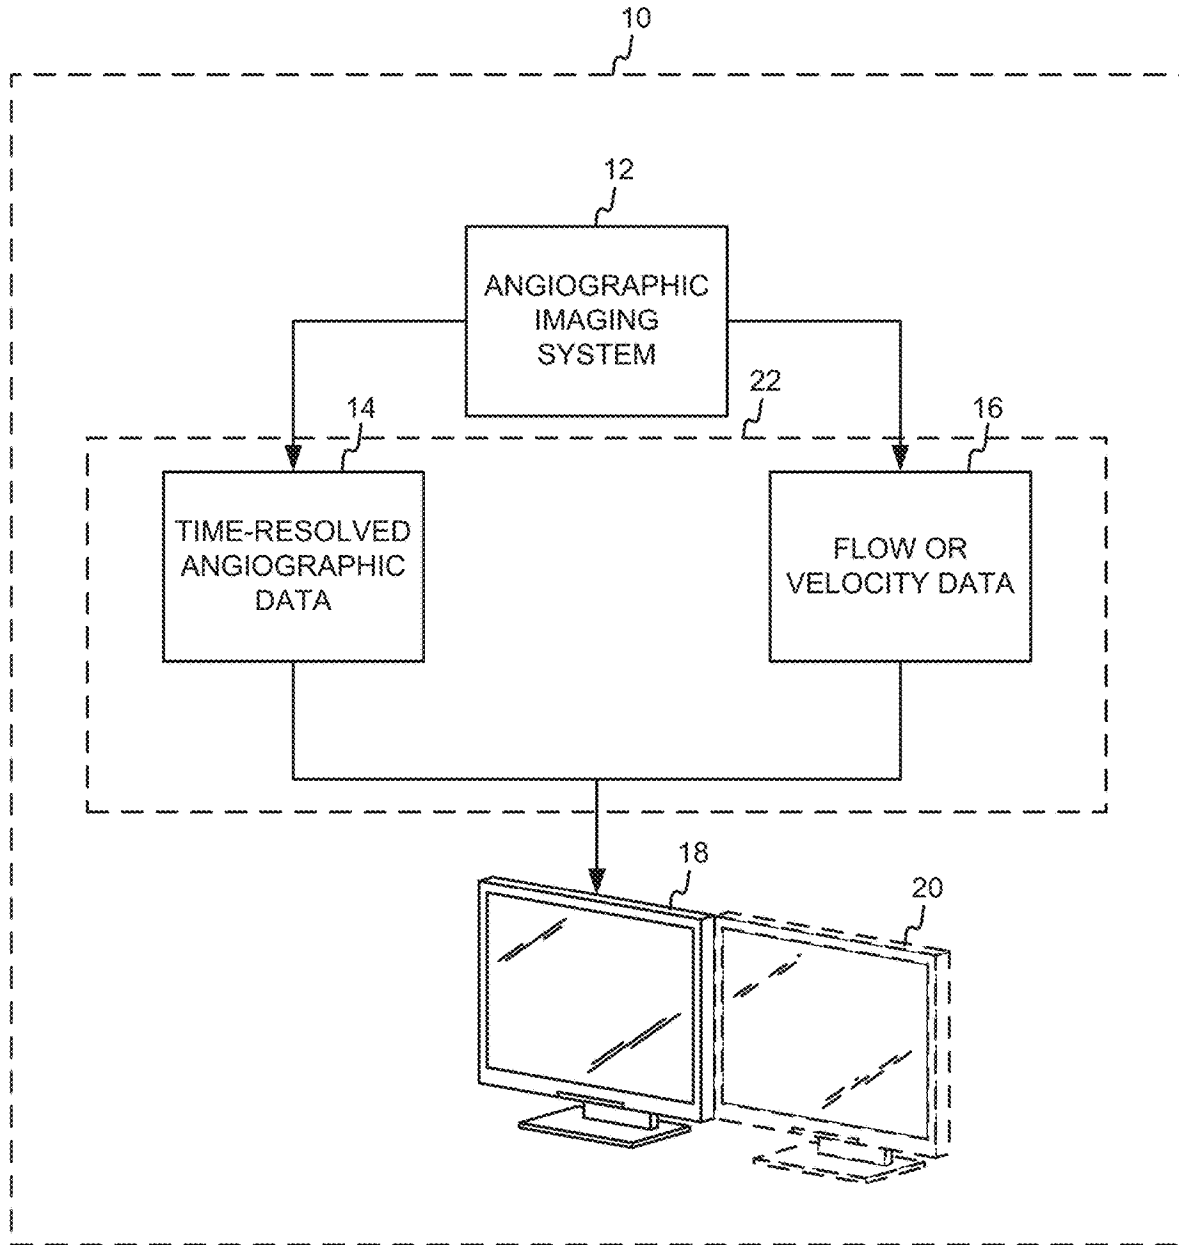 10
12
ANGIOGRAPHIC
IMAGING
SYSTEM
22
14
16
TIME-RESOLVED
ANGIOGRAPHIC
DATA
FLOW OR
VELOCITY DATA
18
20